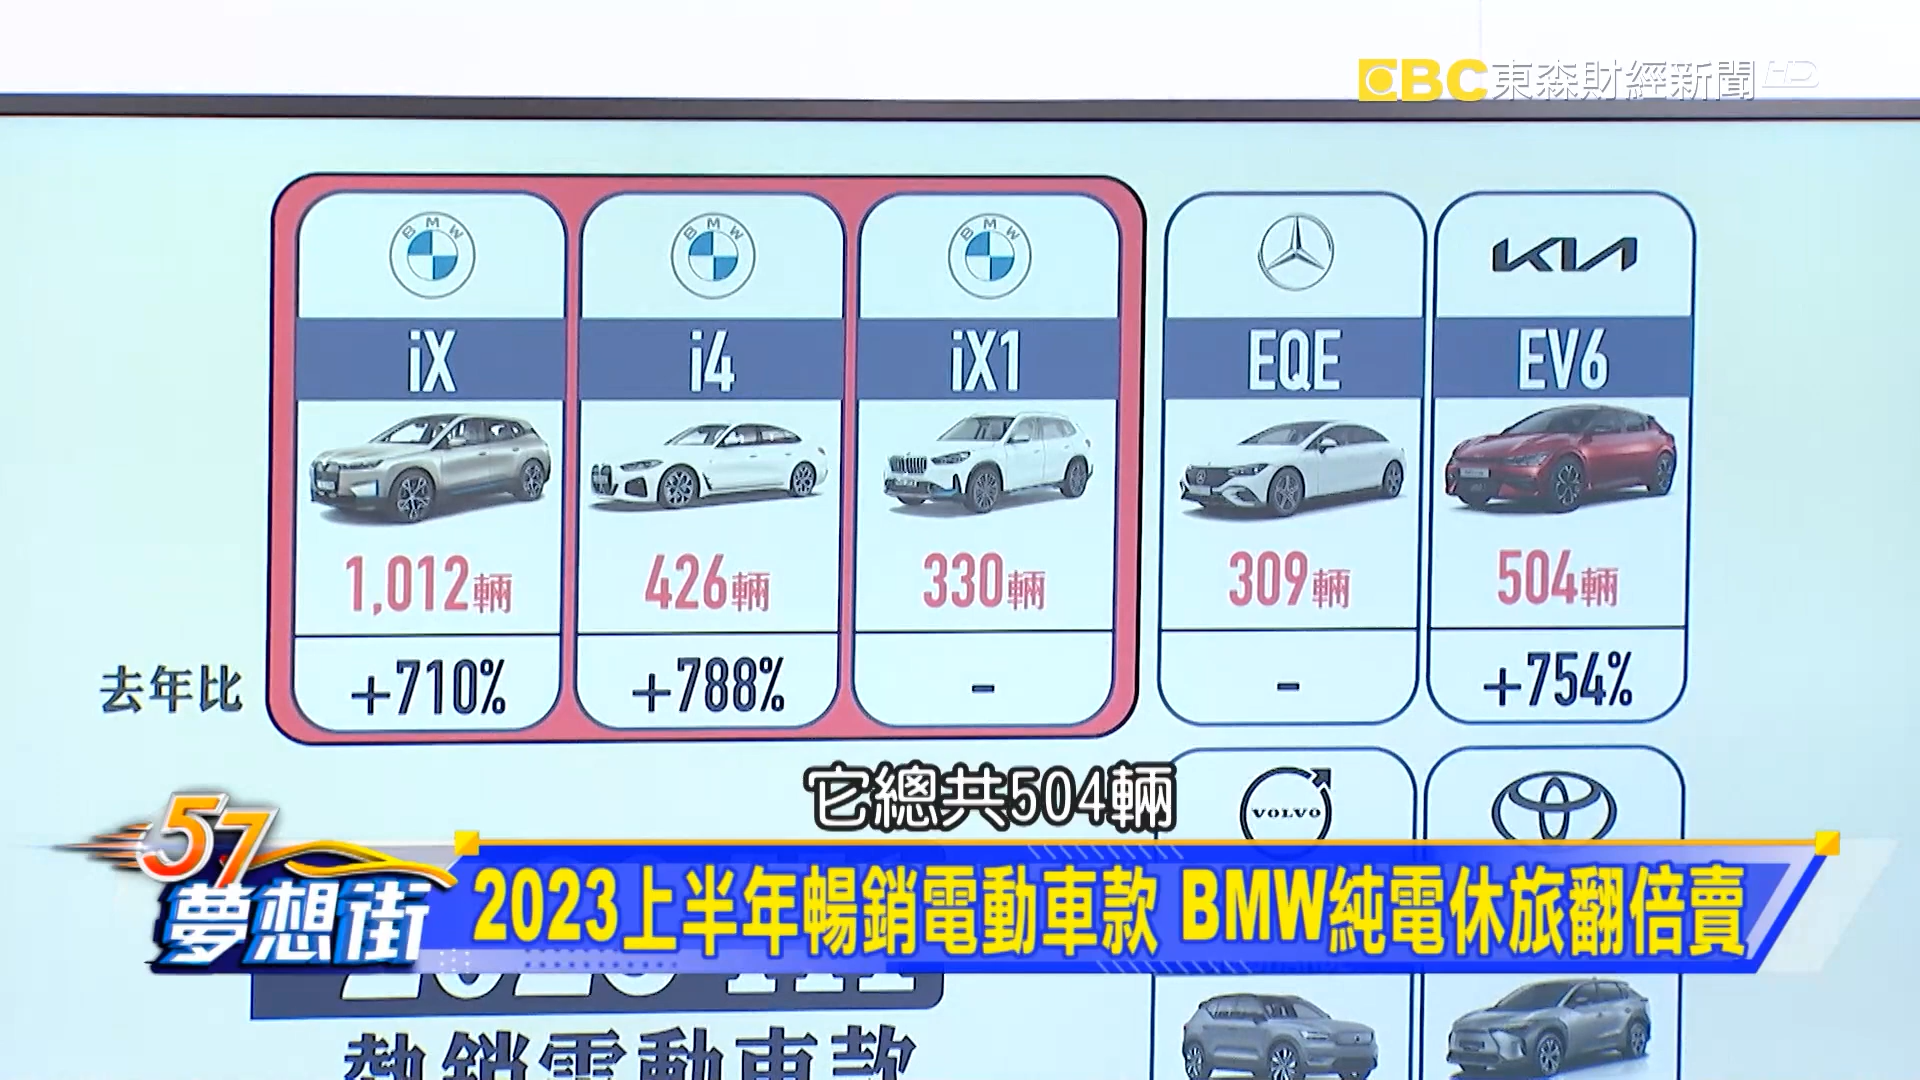 EBC 東森財經新聞 HD
BMW BMW BMW KIA
iX i4 iX1 EQE EV6
1,012輛 426輛 330輛 309輛 504輛
去年比 +710% +788% - - +754%
它總共504輛
VOLVO
57夢想街
2023上半年暢銷電動車款 BMW純電休旅翻倍賣
熱銷電動車款